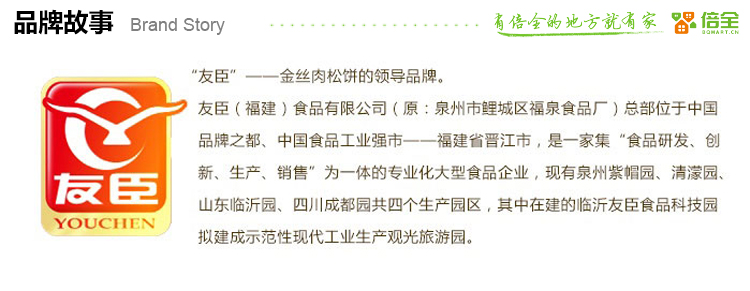 品牌故事 Brand Story
有倍全的地方就有家 倍全
BOMART.CN
“友臣”——金丝肉松饼的领导品牌。
友臣（福建）食品有限公司（原：泉州市鲤城区福泉食品厂）总部位于中国
品牌之都、中国食品工业强市——福建省晋江市，是一家集“食品研发、创
新、生产、销售”为一体的专业化大型食品企业，现有泉州紫帽园、清濛园、
山东临沂园、四川成都园共四个生产园区，其中在建的临沂友臣食品科技园
拟建成示范性现代工业生产观光旅游园。
友臣
YOUCHEN